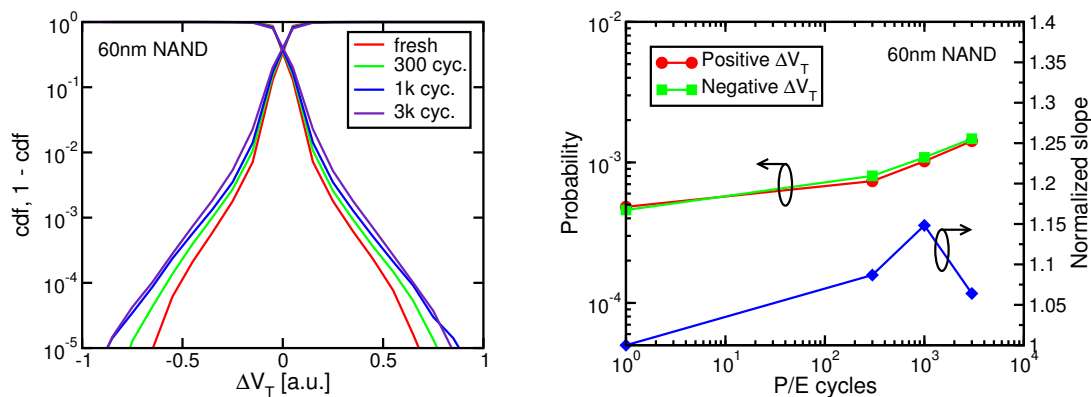 60nm NAND
fresh
300 cyc.
1k cyc.
3k cyc.
cdf, 1 - cdf
10^0
10^-1
10^-2
10^-3
10^-4
10^-5
-1
-0.5
0
0.5
1
ΔV_T [a.u.]
60nm NAND
Positive ΔV_T
Negative ΔV_T
Probability
10^-2
10^-3
10^-4
10^0
10^1
10^2
10^3
10^4
P/E cycles
1.4
1.35
1.3
1.25
1.2
1.15
1.1
1.05
1
Normalized slope